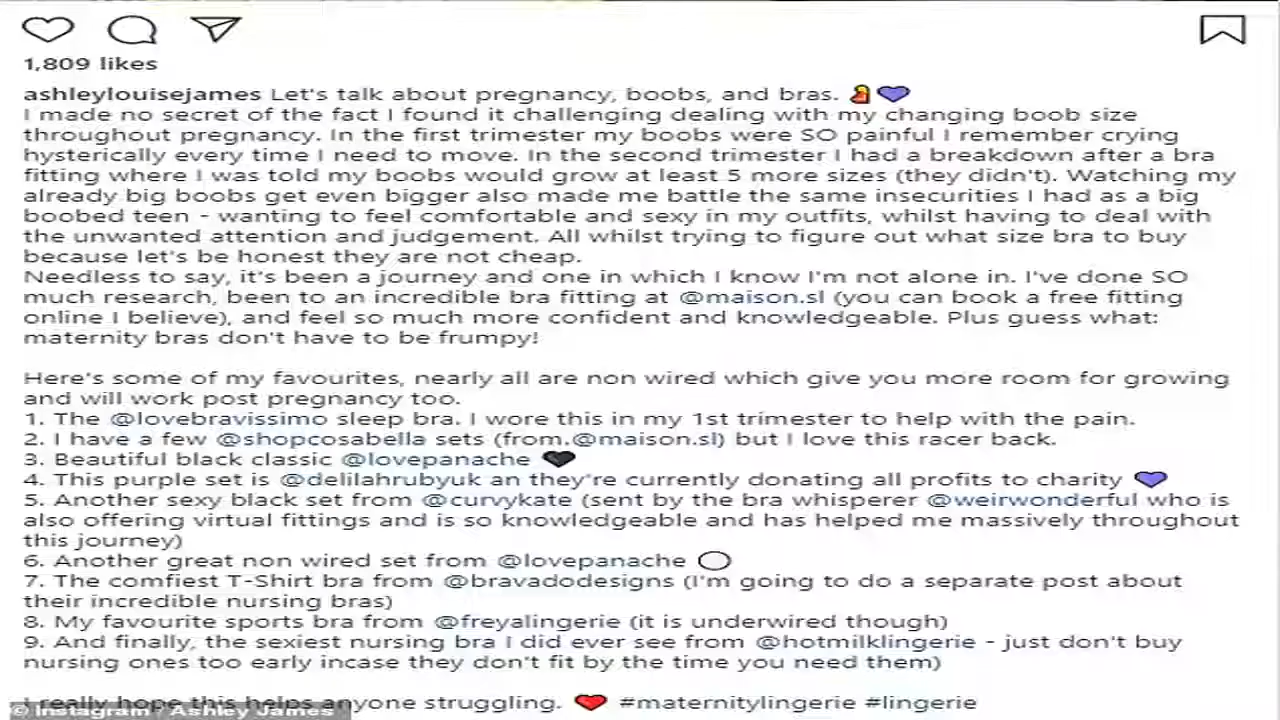 1,809 likes
ashleylouisejames Let's talk about pregnancy, boobs, and bras. 🤰💜
I made no secret of the fact I found it challenging dealing with my changing boob size
throughout pregnancy. In the first trimester my boobs were SO painful I remember crying
hysterically every time I need to move. In the second trimester I had a breakdown after a bra
fitting where I was told my boobs would grow at least 5 more sizes (they didn't). Watching my
already big boobs get even bigger also made me battle the same insecurities I had as a big
boobed teen - wanting to feel comfortable and sexy in my outfits, whilst having to deal with
the unwanted attention and judgement. All whilst trying to figure out what size bra to buy
because let's be honest they are not cheap.
Needless to say, it's been a journey and one in which I know I'm not alone in. I've done SO
much research, been to an incredible bra fitting at @maison.sl (you can book a free fitting
online I believe), and feel so much more confident and knowledgeable. Plus guess what:
maternity bras don't have to be frumpy!
Here's some of my favourites, nearly all are non wired which give you more room for growing
and will work post pregnancy too.
1. The @lovebravissimo sleep bra. I wore this in my 1st trimester to help with the pain.
2. I have a few @shopcosabella sets (from.@maison.sl) but I love this racer back.
3. Beautiful black classic @lovepanache 🖤
4. This purple set is @delilahrubyuk an they're currently donating all profits to charity 💜
5. Another sexy black set from @curvykate (sent by the bra whisperer @weirwonderful who is
also offering virtual fittings and is so knowledgeable and has helped me massively throughout
this journey)
6. Another great non wired set from @lovepanache ⚪
7. The comfiest T-Shirt bra from @bravadodesigns (I'm going to do a separate post about
their incredible nursing bras)
8. My favourite sports bra from @freyalingerie (it is underwired though)
9. And finally, the sexiest nursing bra I did ever see from @hotmilklingerie - just don't buy
nursing ones too early incase they don't fit by the time you need them)
I really hope this helps anyone struggling. ❤️ #maternitylingerie #lingerie
© Instagram / Ashley James